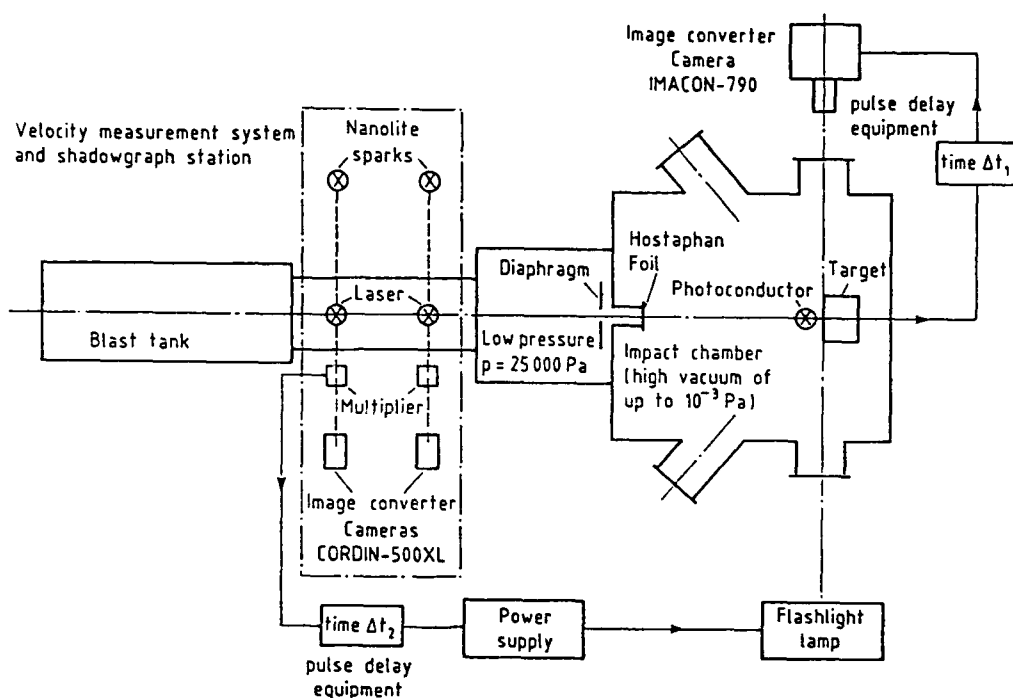 Image converter
Camera
IMACON-790
pulse delay
equipment
time Δt₁
Velocity measurement system
and shadowgraph station
Nanolite
sparks
Hostaphan
Foil
Diaphragm
Target
Photoconductor
Laser
Blast tank
Low pressure
p = 25 000 Pa
Impact chamber
(high vacuum of
up to 10⁻³ Pa)
Multiplier
Image converter
Cameras
CORDIN-500XL
time Δt₂
pulse delay
equipment
Power
supply
Flashlight
lamp